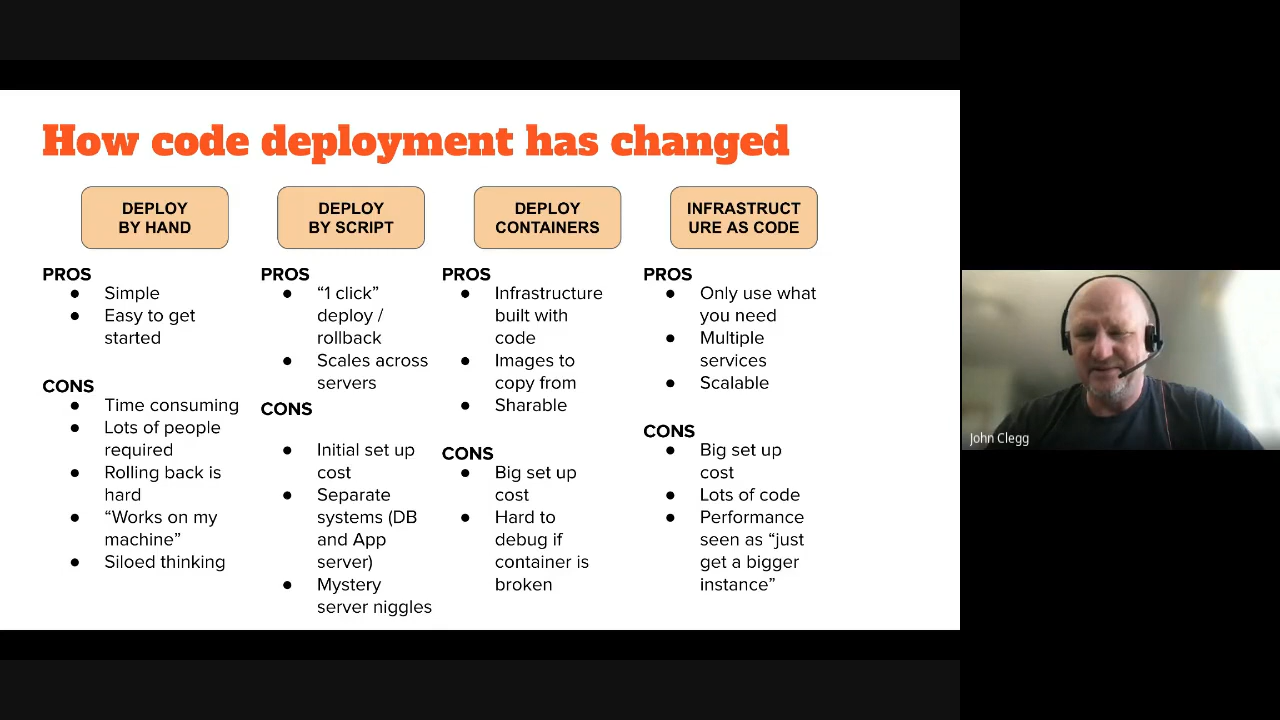 How code deployment has changed
DEPLOY
BY HAND
PROS
● Simple
● Easy to get
started
CONS
● Time consuming
● Lots of people
required
● Rolling back is
hard
● “Works on my
machine”
● Siloed thinking
DEPLOY
BY SCRIPT
PROS
● “1 click”
deploy /
rollback
● Scales across
servers
CONS
● Initial set up
cost
● Separate
systems (DB
and App
server)
● Mystery
server niggles
DEPLOY
CONTAINERS
PROS
● Infrastructure
built with
code
● Images to
copy from
● Sharable
CONS
● Big set up
cost
● Hard to
debug if
container is
broken
INFRASTRUCT
URE AS CODE
PROS
● Only use what
you need
● Multiple
services
● Scalable
CONS
● Big set up
cost
● Lots of code
● Performance
seen as “just
get a bigger
instance”
John Clegg